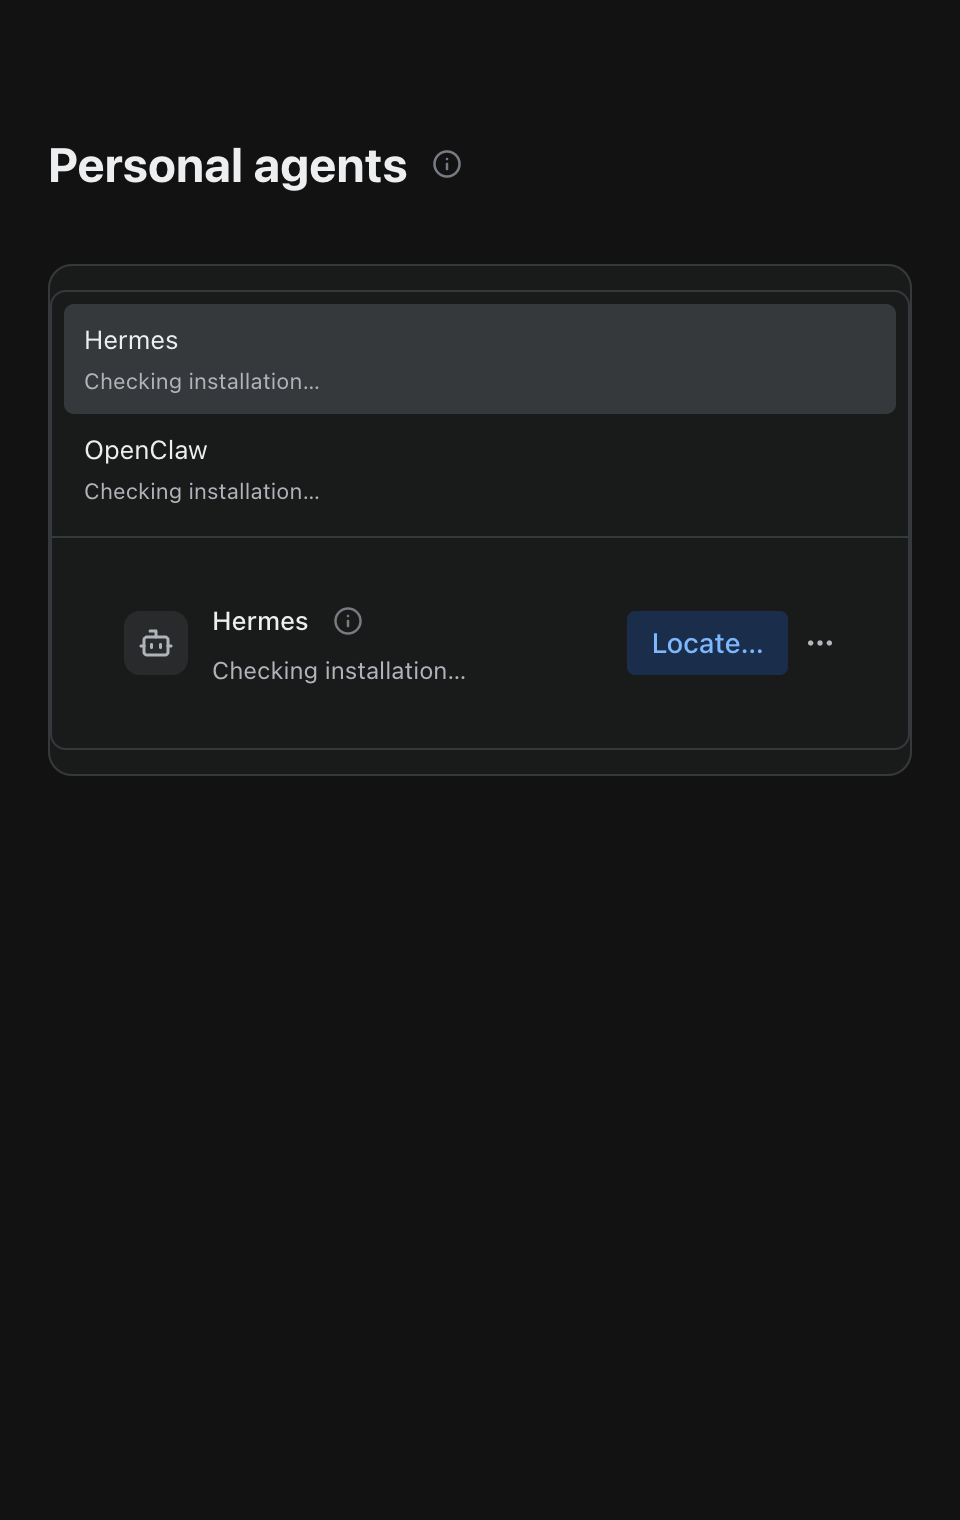 Personal agents
Hermes
Checking installation...
OpenClaw
Checking installation...
Hermes
Locate...
Checking installation...